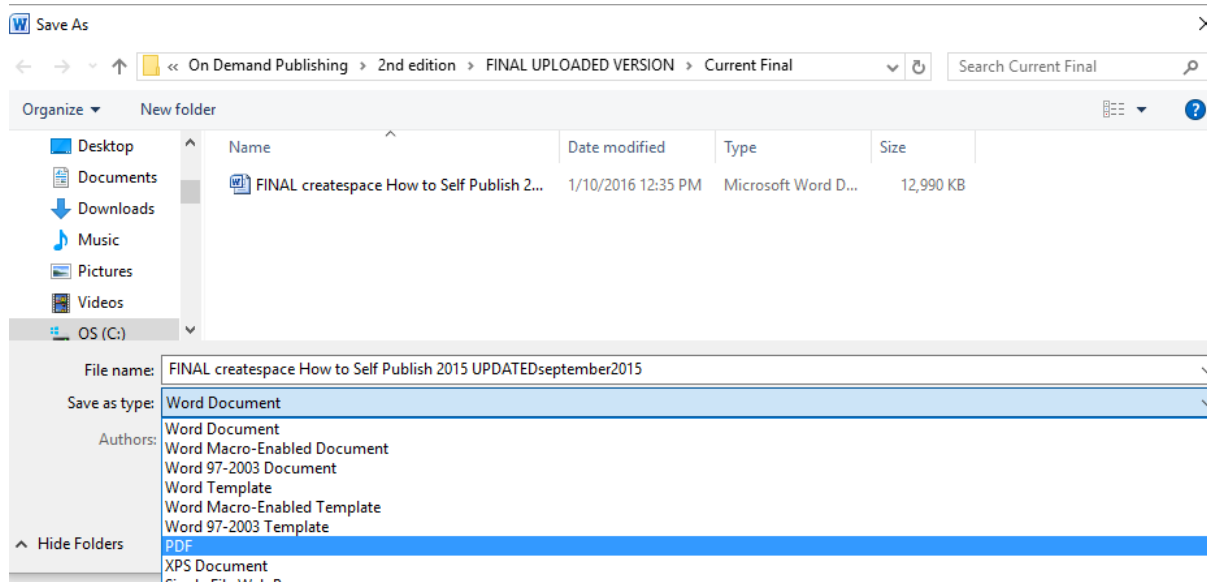 Save As
« On Demand Publishing > 2nd edition > FINAL UPLOADED VERSION > Current Final
Search Current Final
Organize New folder
Name Date modified Type Size
Desktop
Documents
Downloads
Music
Pictures
Videos
OS (C:)
FINAL createspace How to Self Publish 2... 1/10/2016 12:35 PM Microsoft Word D... 12,990 KB
File name: FINAL createspace How to Self Publish 2015 UPDATEDseptember2015
Save as type: Word Document
Authors:
Word Document
Word Macro-Enabled Document
Word 97-2003 Document
Word Template
Word Macro-Enabled Template
Word 97-2003 Template
PDF
XPS Document
Hide Folders